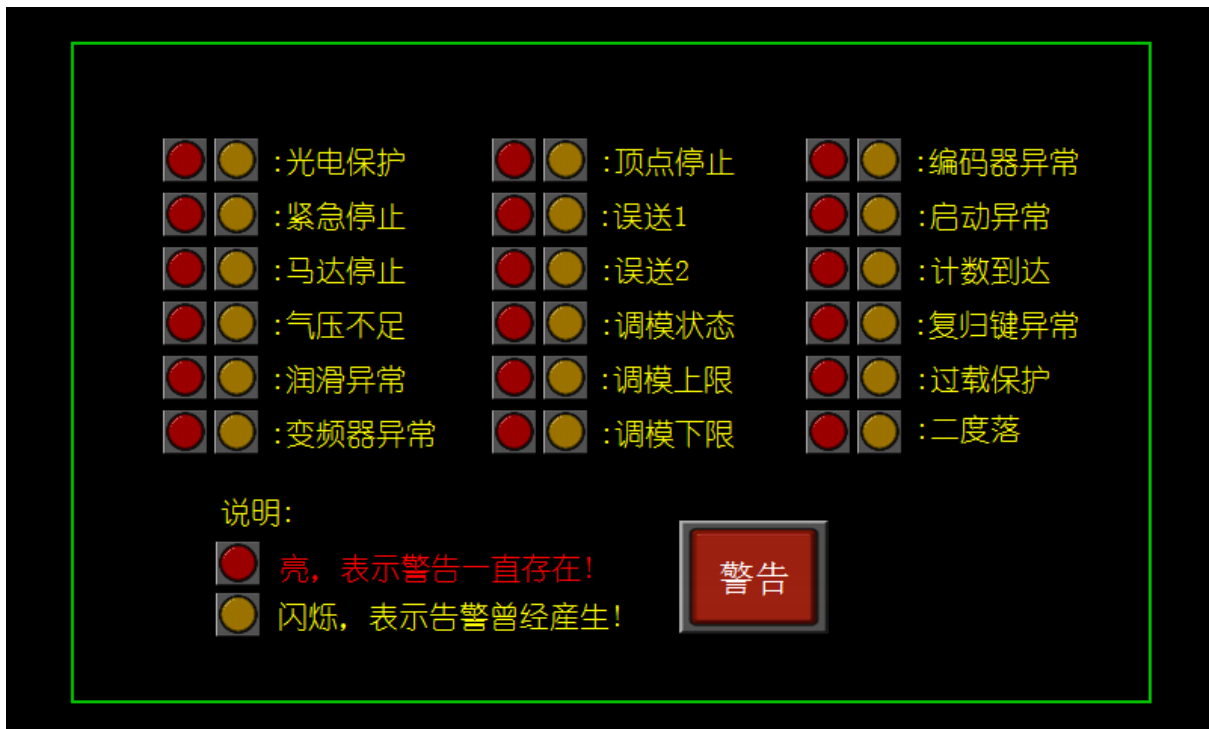 :光电保护 :顶点停止 :编码器异常
:紧急停止 :误送1 :启动异常
:马达停止 :误送2 :计数到达
:气压不足 :调模状态 :复归键异常
:润滑异常 :调模上限 :过载保护
:变频器异常 :调模下限 :二度落
说明:
亮，表示警告一直存在!
闪烁，表示告警曾经産生!
警告